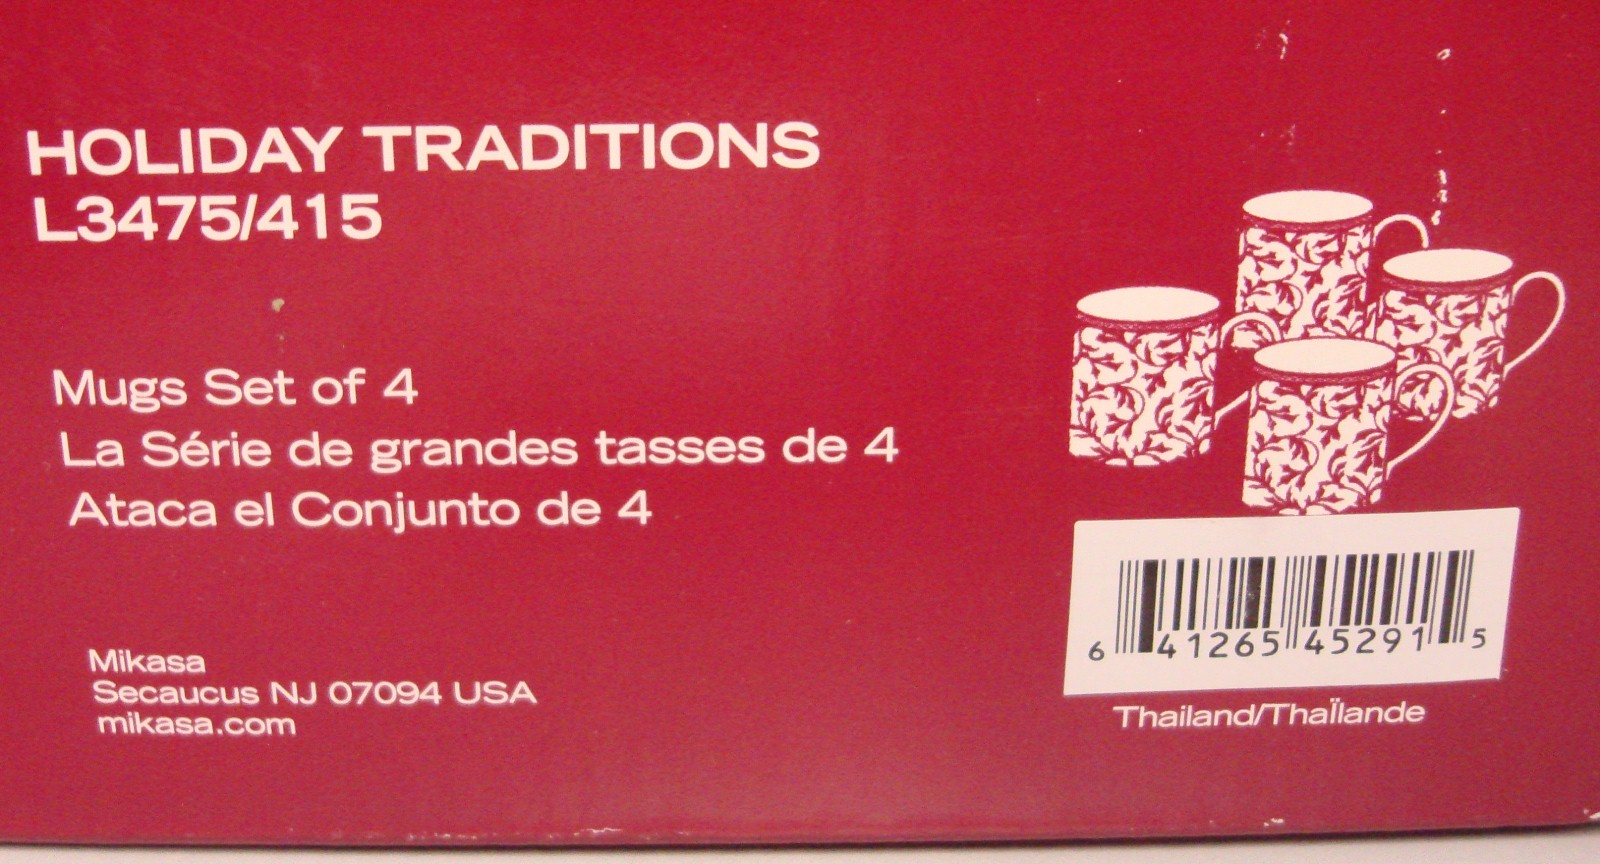 HOLIDAY TRADITIONS
L3475/415
Mugs Set of 4
La Série de grandes tasses de 4
Ataca el Conjunto de 4
Mikasa
Secaucus NJ 07094 USA
mikasa.com
6 41265 45291 5
Thailand/Thaïlande